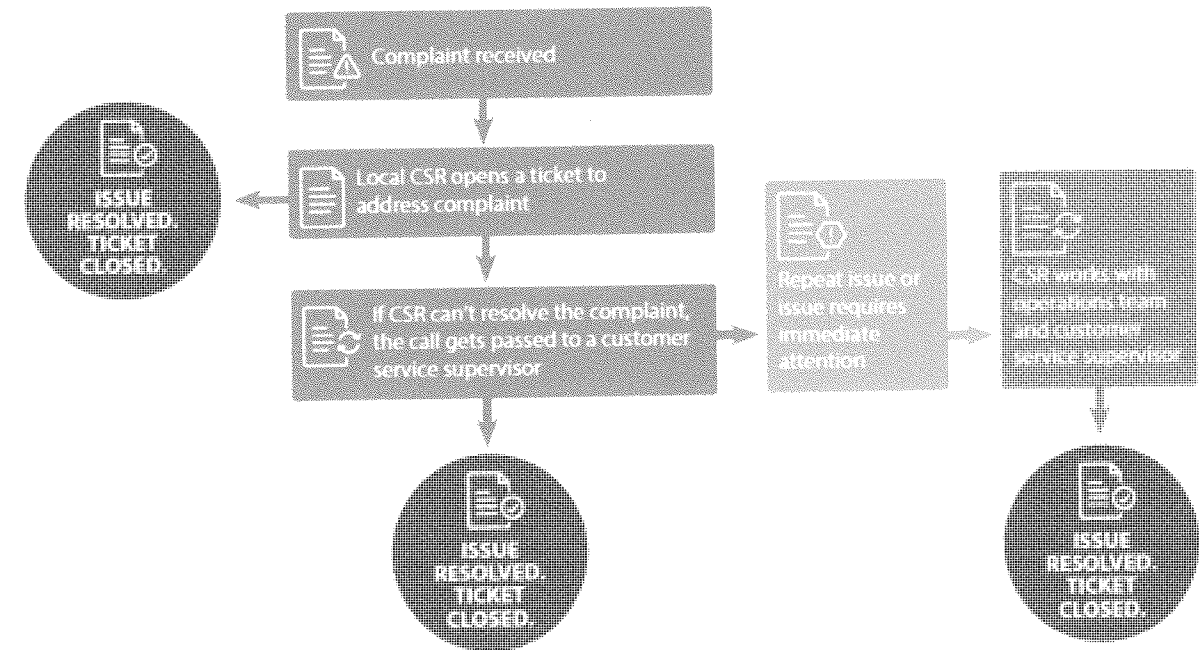 Complaint received
Local CSR opens a ticket to
address complaint
ISSUE
RESOLVED.
TICKET
CLOSED.
If CSR can't resolve the complaint,
the call gets passed to a customer
service supervisor
Repeat issue or
issue requires
immediate
attention
CSR works with
operations team
and customer
service supervisor
ISSUE
RESOLVED.
TICKET
CLOSED.
ISSUE
RESOLVED.
TICKET
CLOSED.